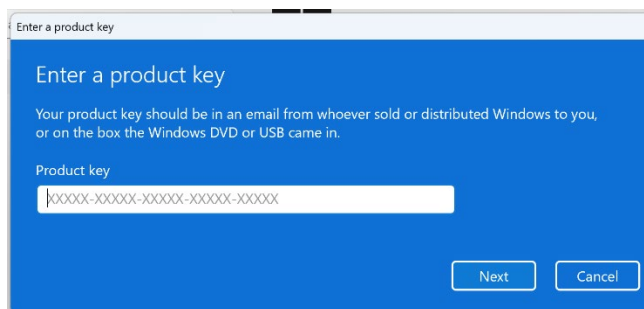 Enter a product key
Enter a product key
Your product key should be in an email from whoever sold or distributed Windows to you,
or on the box the Windows DVD or USB came in.
Product key
XXXXX-XXXXX-XXXXX-XXXXX-XXXXX
Next
Cancel